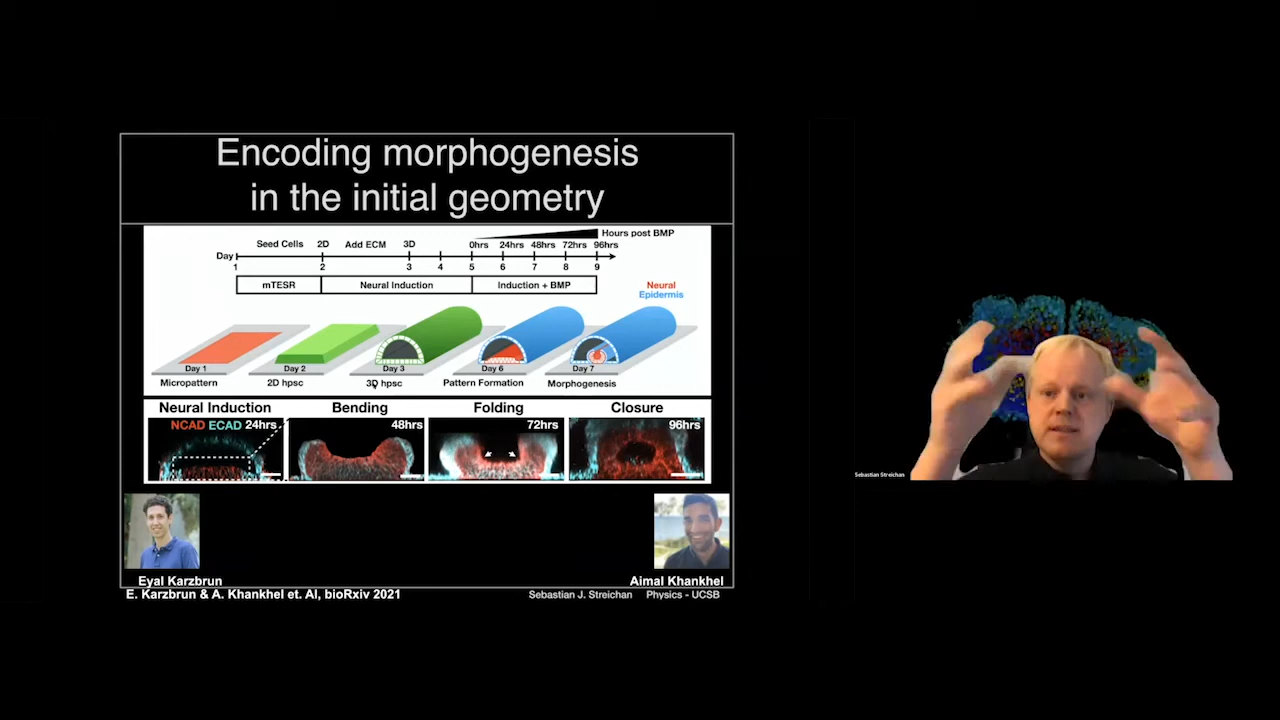 Encoding morphogenesis
in the initial geometry
Hours post BMP
Seed Cells 2D Add ECM 3D 0hrs 24hrs 48hrs 72hrs 96hrs
Day
1 2 3 4 5 6 7 8 9
mTESR Neural Induction Induction + BMP
Neural
Epidermis
Day 1 Day 2 Day 3 Day 6 Day 7
Micropattern 2D hpsc 3D hpsc Pattern Formation Morphogenesis
Neural Induction Bending Folding Closure
NCAD ECAD 24hrs 48hrs 72hrs 96hrs
Sebastian Streichan
Eyal Karzbrun Aimal Khankhel
E. Karzbrun & A. Khankhel et. Al, bioRxiv 2021 Sebastian J. Streichan Physics - UCSB